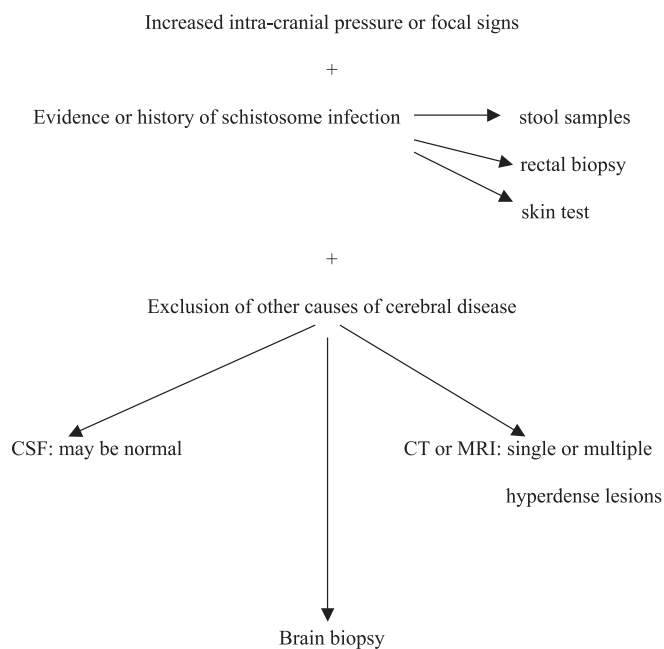 Increased intra-cranial pressure or focal signs
+
Evidence or history of schistosome infection
stool samples
rectal biopsy
skin test
+
Exclusion of other causes of cerebral disease
CSF: may be normal
CT or MRI: single or multiple
hyperdense lesions
Brain biopsy